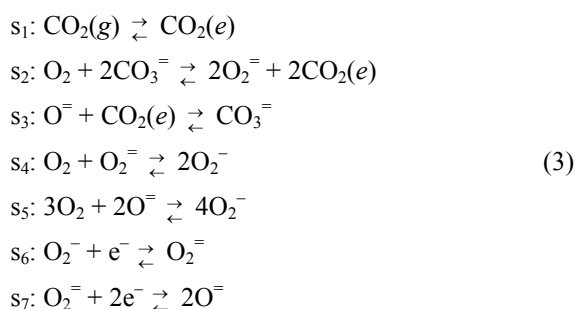 s₁: CO₂(g) ⇄ CO₂(e)
s₂: O₂ + 2CO₃⁼ ⇄ 2O₂⁼ + 2CO₂(e)
s₃: O⁼ + CO₂(e) ⇄ CO₃⁼
s₄: O₂ + O₂⁼ ⇄ 2O₂⁻ (3)
s₅: 3O₂ + 2O⁼ ⇄ 4O₂⁻
s₆: O₂⁻ + e⁻ ⇄ O₂⁼
s₇: O₂⁼ + 2e⁻ ⇄ 2O⁼